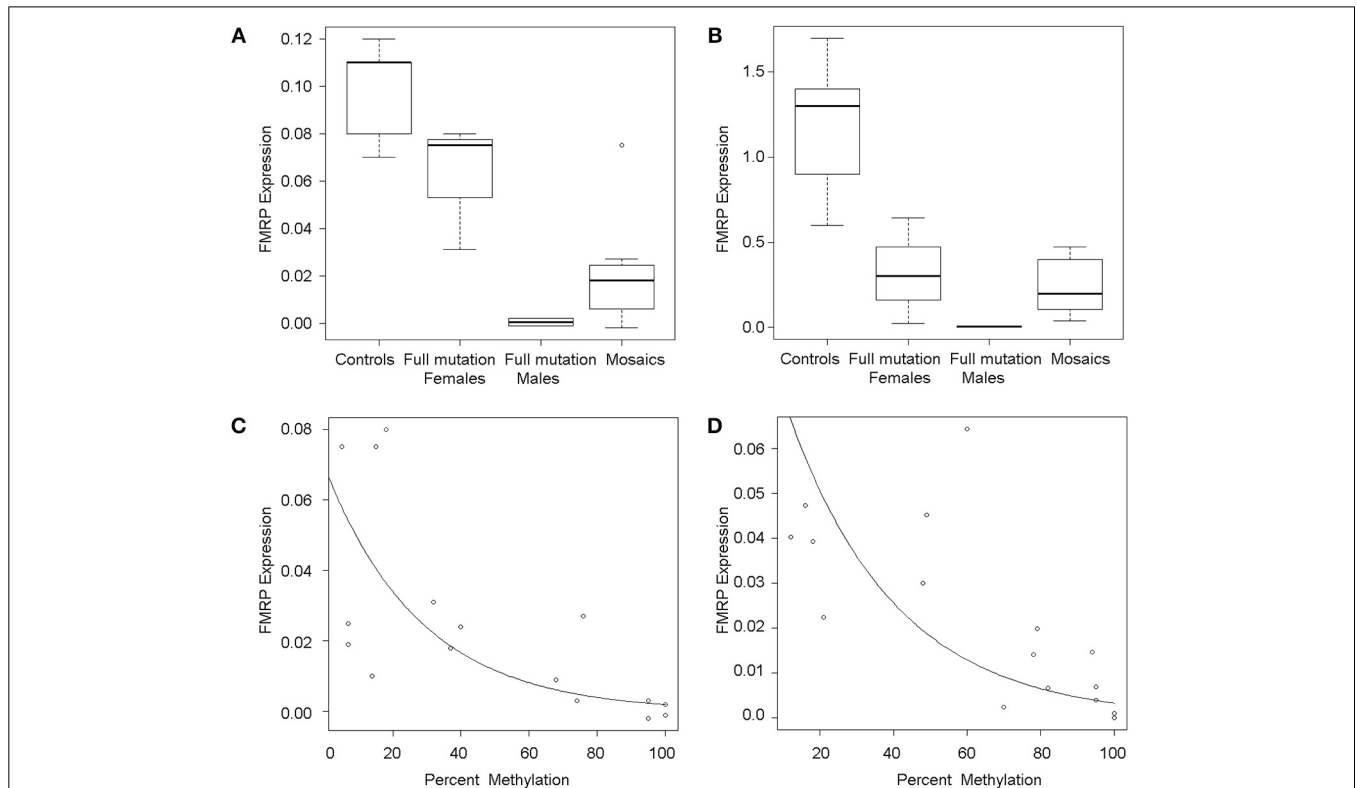 A
FMRP Expression
0.12
0.10
0.08
0.06
0.04
0.02
0.00
Controls
Full mutation
Females
Full mutation
Males
Mosaics
B
FMRP Expression
1.5
1.0
0.5
0.0
Controls
Full mutation
Females
Full mutation
Males
Mosaics
C
FMRP Expression
0.08
0.06
0.04
0.02
0.00
0 20 40 60 80 100
Percent Methylation
D
FMRP Expression
0.06
0.05
0.04
0.03
0.02
0.01
0.0
20 40 60 80 100
Percent Methylation